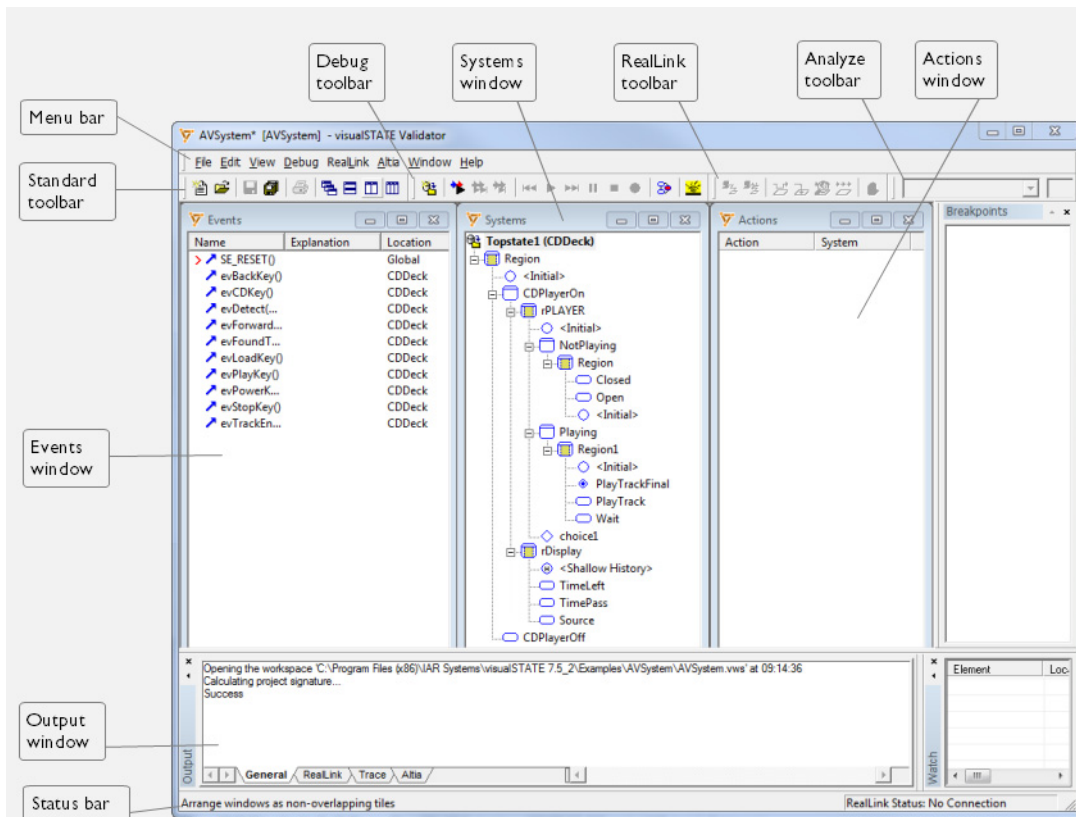 Debug toolbar
Systems window
RealLink toolbar
Analyze toolbar
Actions window
Menu bar
Standard toolbar
Events window
Output window
Status bar
AVSystem* [AVSystem] - visualSTATE Validator
File Edit View Debug RealLink Altia Window Help
Events
Name Explanation Location
SE_RESET() Global
evBackKey() CDDeck
evCDKey() CDDeck
evDetect(... CDDeck
evForward... CDDeck
evFoundT... CDDeck
evLoadKey() CDDeck
evPlayKey() CDDeck
evPowerK... CDDeck
evStopKey() CDDeck
evTrackEn... CDDeck
Systems
Topstate1 (CDDeck)
Region
<Initial>
CDPlayerOn
rPLAYER
<Initial>
NotPlaying
Region
Closed
Open
<Initial>
Playing
Region1
<Initial>
PlayTrackFinal
PlayTrack
Wait
choice1
rDisplay
<Shallow History>
TimeLeft
TimePass
Source
CDPlayerOff
Actions
Action System
Breakpoints
Opening the workspace 'C:\Program Files (x86)\IAR Systems\visualSTATE 7.5_2\Examples\AVSystem\AVSystem.vws' at 09:14:36
Calculating project signature...
Success
Output
General RealLink Trace Altia
Watch
Element Loc
Arrange windows as non-overlapping tiles
RealLink Status: No Connection